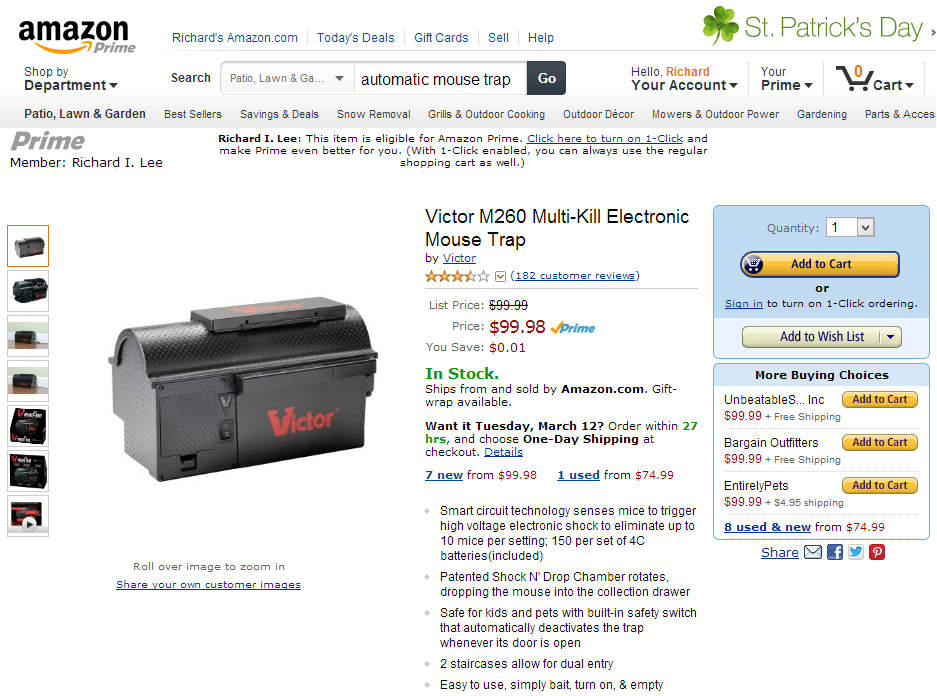 amazon
Prime
Richard's Amazon.com
Today's Deals
Gift Cards
Sell
Help
St. Patrick's Day
Shop by
Department
Search
Patio, Lawn & Ga...
automatic mouse trap
Go
Hello, Richard
Your Account
Your
Prime
0
Cart
Patio, Lawn & Garden
Best Sellers
Savings & Deals
Snow Removal
Grills & Outdoor Cooking
Outdoor Décor
Mowers & Outdoor Power
Gardening
Parts & Access
Prime
Member: Richard I. Lee
Richard I. Lee: This item is eligible for Amazon Prime. Click here to turn on 1-Click and
make Prime even better for you. (With 1-Click enabled, you can always use the regular
shopping cart as well.)
Victor
Roll over image to zoom in
Share your own customer images
Victor M260 Multi-Kill Electronic
Mouse Trap
by Victor
(182 customer reviews)
List Price: $99.99
Price: $99.98 Prime
You Save: $0.01
In Stock.
Ships from and sold by Amazon.com. Gift-
wrap available.
Want it Tuesday, March 12? Order within 27
hrs, and choose One-Day Shipping at
checkout. Details
7 new from $99.98 1 used from $74.99
Smart circuit technology senses mice to trigger
high voltage electronic shock to eliminate up to
10 mice per setting; 150 per set of 4C
batteries(included)
Patented Shock N' Drop Chamber rotates,
dropping the mouse into the collection drawer
Safe for kids and pets with built-in safety switch
that automatically deactivates the trap
whenever its door is open
2 staircases allow for dual entry
Easy to use, simply bait, turn on, & empty
Quantity: 1
Add to Cart
or
Sign in to turn on 1-Click ordering.
Add to Wish List
More Buying Choices
UnbeatableS... Inc
Add to Cart
$99.99 + Free Shipping
Bargain Outfitters
Add to Cart
$99.99 + Free Shipping
EntirelyPets
Add to Cart
$99.99 + $4.95 shipping
8 used & new from $74.99
Share